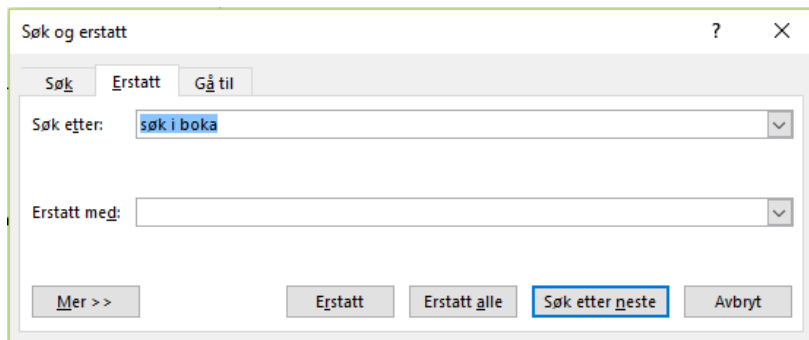 Søk og erstatt ?
Søk Erstatt Gå til
Søk etter: søk i boka
Erstatt med:
Mer >> Erstatt Erstatt alle Søk etter neste Avbryt